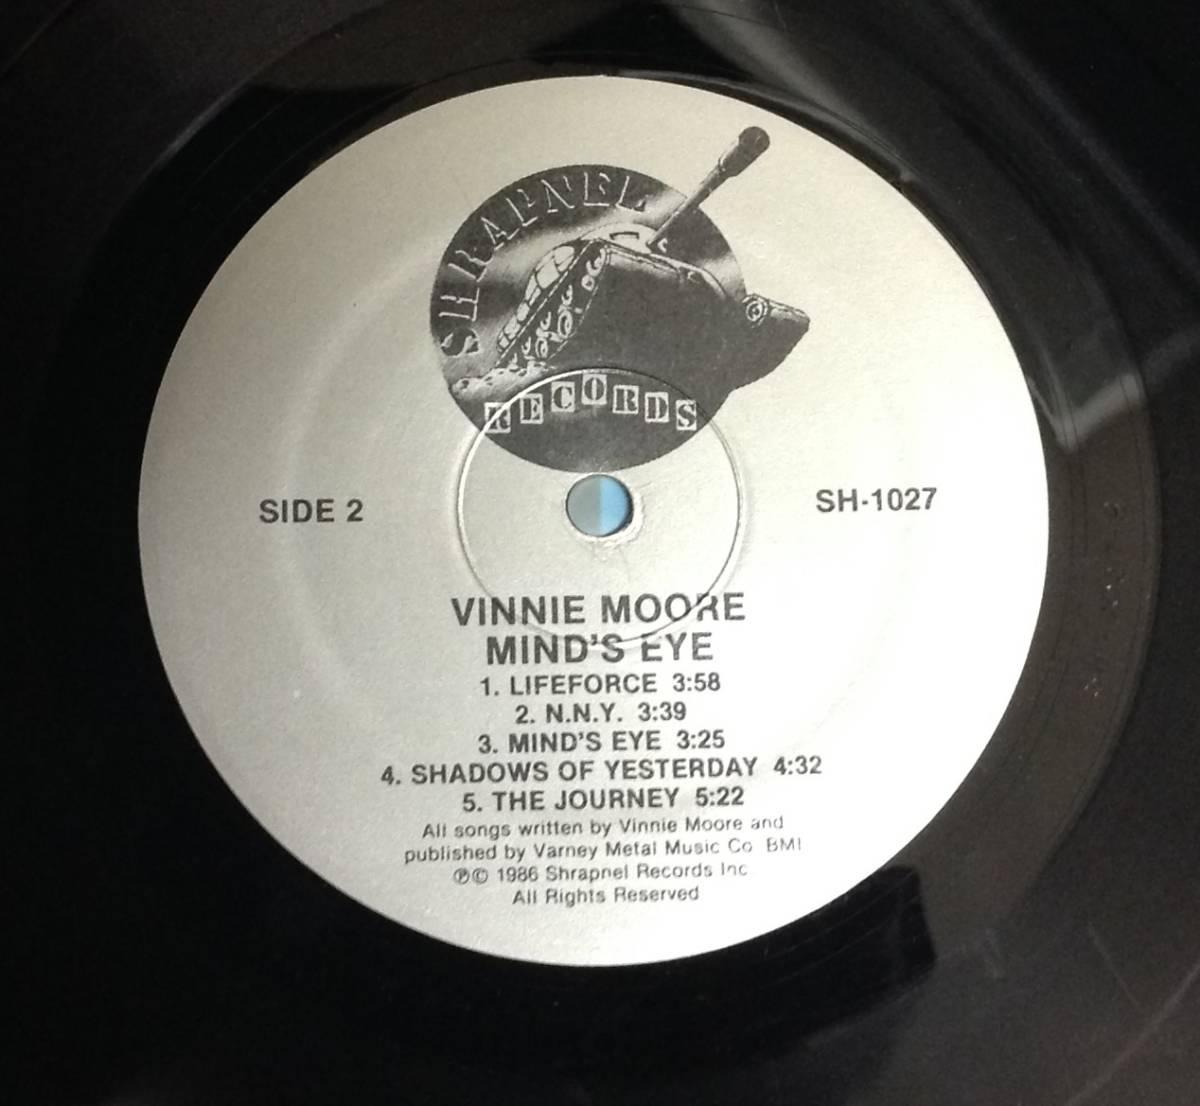 SHRAPNEL
RECORDS
SIDE 2
SH-1027
VINNIE MOORE
MIND'S EYE
1. LIFEFORCE 3:58
2. N.N.Y. 3:39
3. MIND'S EYE 3:25
4. SHADOWS OF YESTERDAY 4:32
5. THE JOURNEY 5:22
All songs written by Vinnie Moore and
published by Varney Metal Music Co. BMI
℗© 1986 Shrapnel Records Inc.
All Rights Reserved